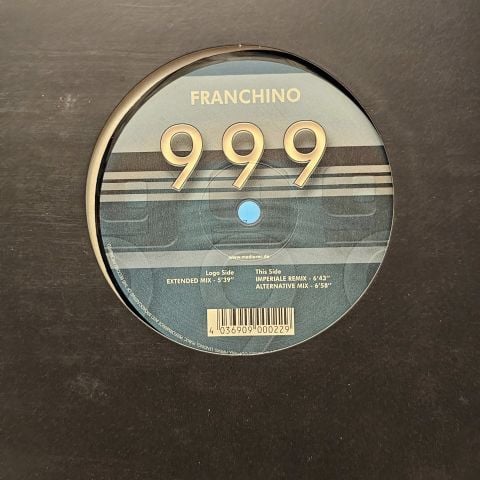 FRANCHINO
999
www.mediarec.de
Logo Side
EXTENDED MIX - 5'39"
This Side
IMPERIALE REMIX - 6'43"
ALTERNATIVE MIX - 6'58"
4 036909 000229